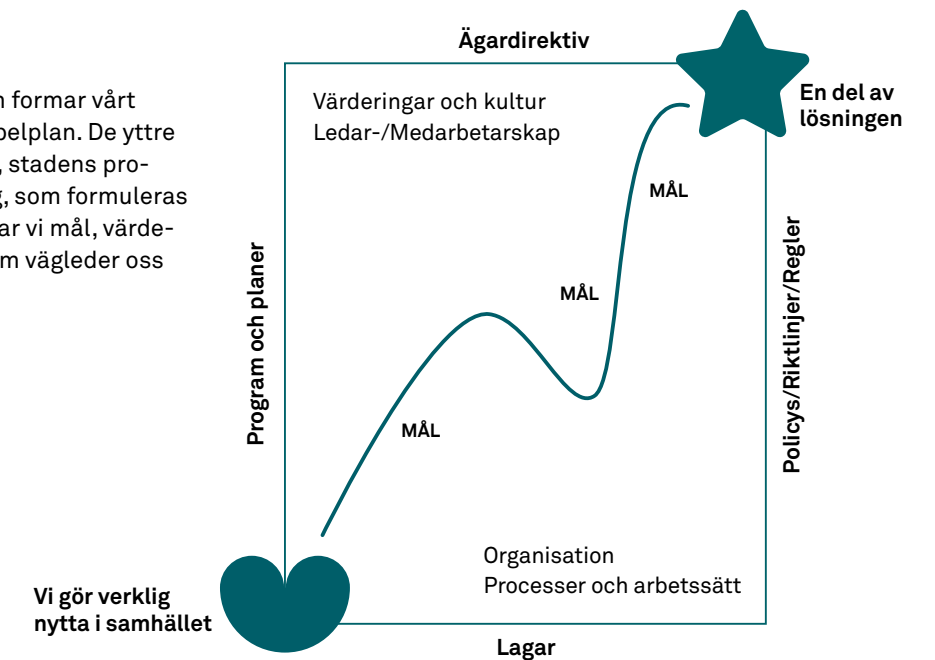 Ägardirektiv
formar vårt
pelplan. De yttre
, stadens pro-
, som formuleras
ar vi mål, värde-
m vägleder oss
Värderingar och kultur
Ledar-/Medarbetarskap
En del av
lösningen
MÅL
MÅL
MÅL
Program och planer
Policys/Riktlinjer/Regler
Organisation
Processer och arbetssätt
Vi gör verklig
nytta i samhället
Lagar